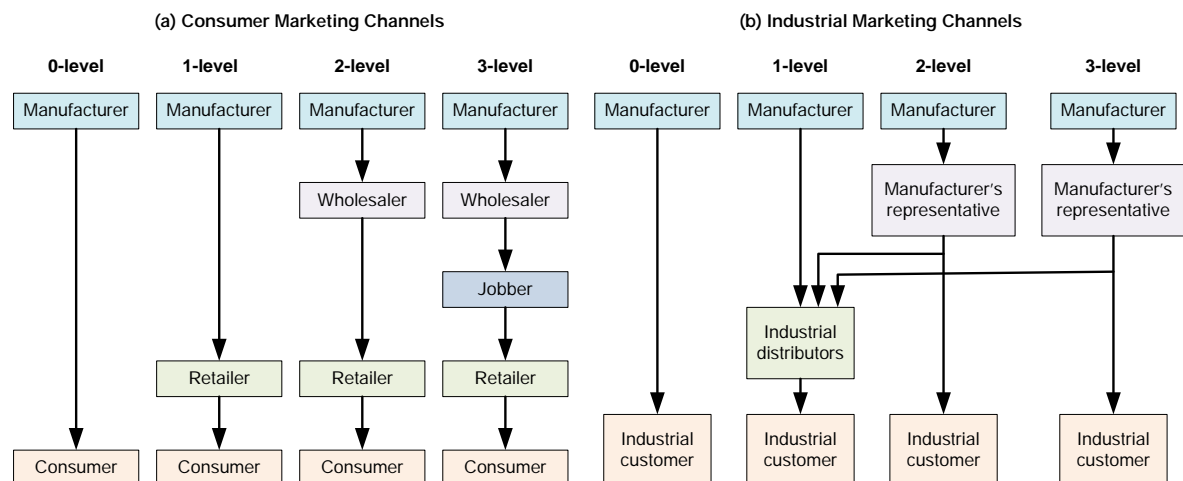 (a) Consumer Marketing Channels
0-level
1-level
2-level
3-level
Manufacturer
Manufacturer
Manufacturer
Manufacturer
Wholesaler
Wholesaler
Jobber
Retailer
Retailer
Retailer
Consumer
Consumer
Consumer
Consumer
(b) Industrial Marketing Channels
0-level
1-level
2-level
3-level
Manufacturer
Manufacturer
Manufacturer
Manufacturer
Manufacturer's
representative
Manufacturer's
representative
Industrial
distributors
Industrial
customer
Industrial
customer
Industrial
customer
Industrial
customer